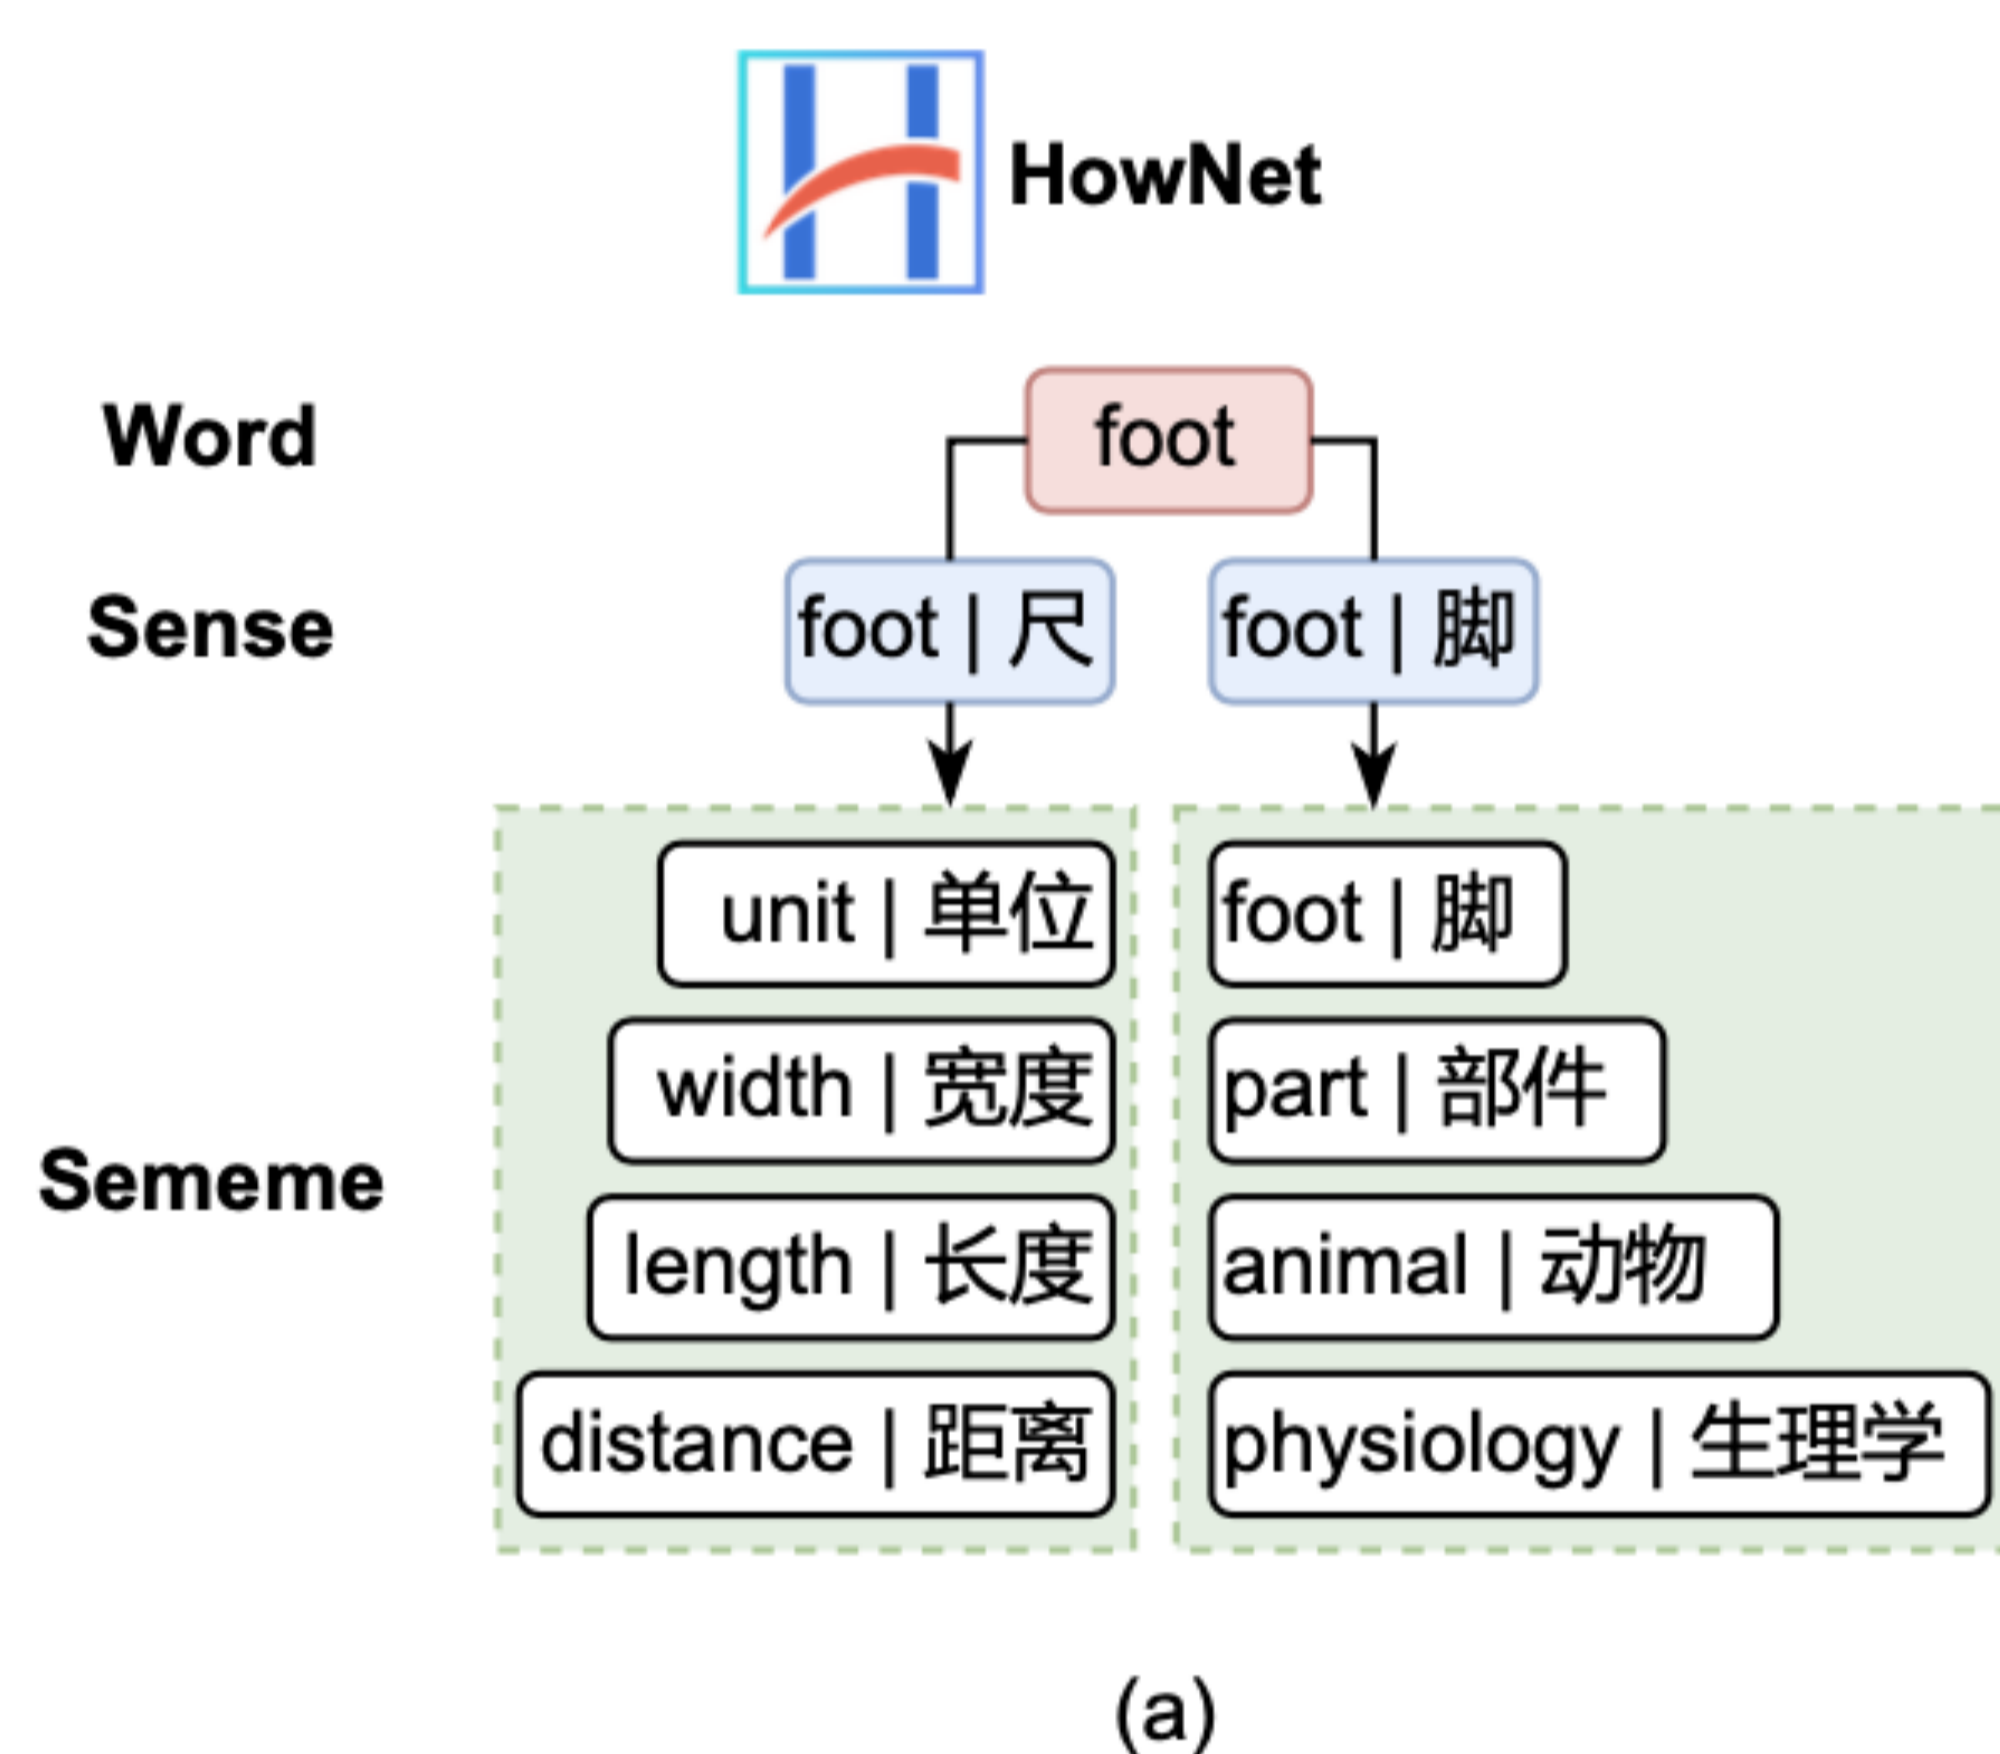 HowNet
Word
foot
Sense
foot | 尺
foot | 脚
Sememe
unit | 单位
width | 宽度
length | 长度
distance | 距离
foot | 脚
part | 部件
animal | 动物
physiology | 生理学
(a)